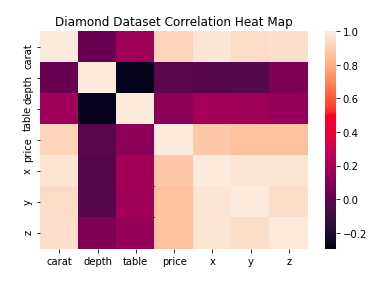 Diamond Dataset Correlation Heat Map
carat
depth
table
price
x
y
z
carat depth table price x y z
1.0
0.8
0.6
0.4
0.2
0.0
−0.2